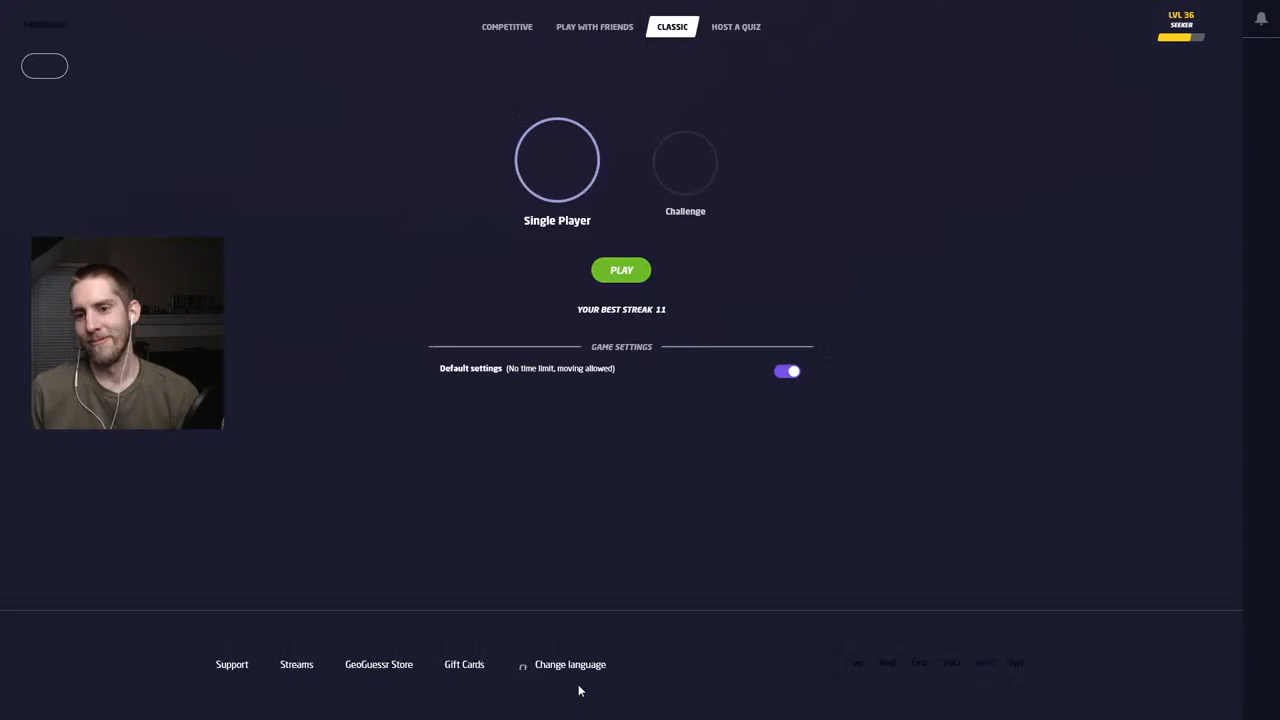 COMPETITIVE PLAY WITH FRIENDS CLASSIC HOST A QUIZ
LVL 36
SEEKER
Single Player
Challenge
PLAY
YOUR BEST STREAK 11
GAME SETTINGS
Default settings (No time limit, moving allowed)
Support Streams GeoGuessr Store Gift Cards Change language